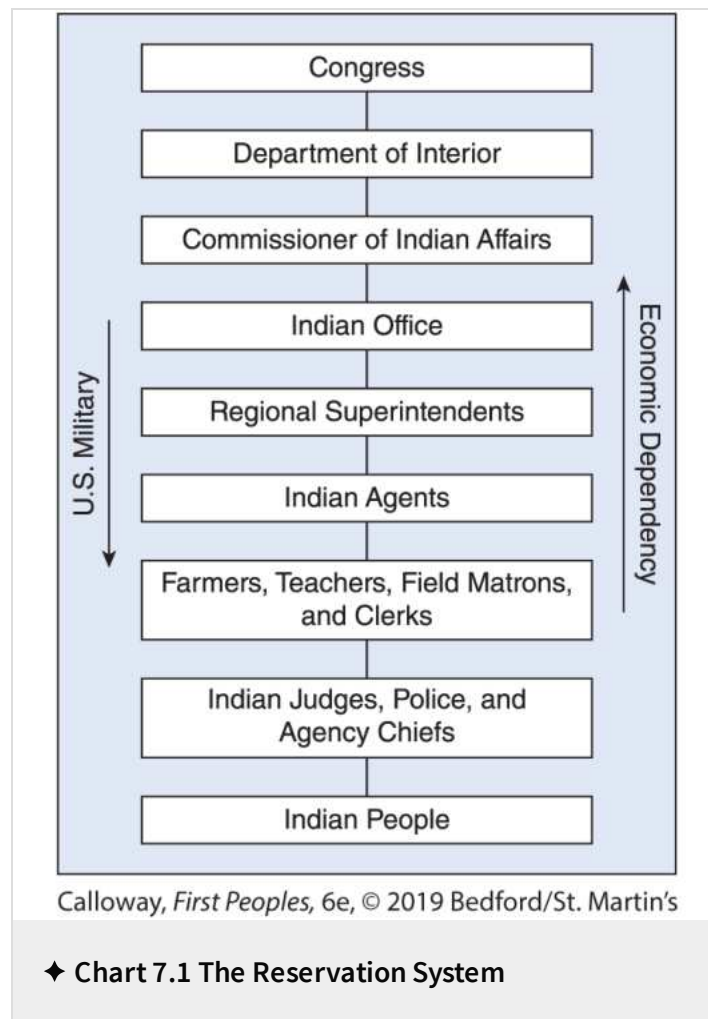 Congress
Department of Interior
Commissioner of Indian Affairs
Indian Office
Regional Superintendents
Indian Agents
Farmers, Teachers, Field Matrons,
and Clerks
Indian Judges, Police, and
Agency Chiefs
Indian People
U.S. Military
Economic Dependency
Calloway, First Peoples, 6e, © 2019 Bedford/St. Martin's
✦ Chart 7.1 The Reservation System